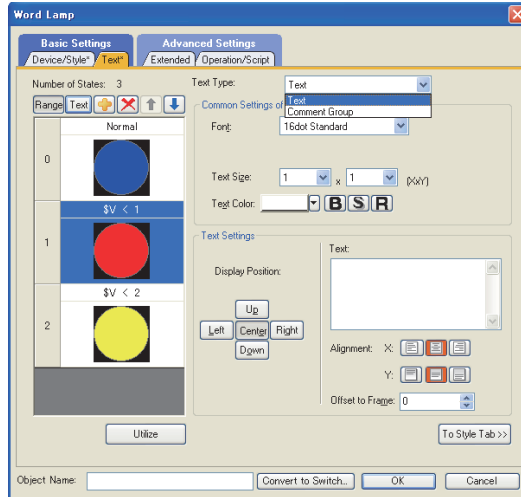 Word Lamp
Basic Settings
Advanced Settings
Device/Style*
Text*
Extended
Operation/Script
Number of States: 3
Text Type:
Text
Range
Text
Text
Comment Group
Common Settings of
Normal
Font:
16dot Standard
0
Text Size:
1
x
1
(XxY)
$V < 1
Text Color:
B
S
R
1
Text Settings
Text:
Display Position:
$V < 2
Up
Left
Center
Right
2
Down
Alignment:
X:
Y:
Offset to Frame:
0
Utilize
To Style Tab >>
Object Name:
Convert to Switch...
OK
Cancel